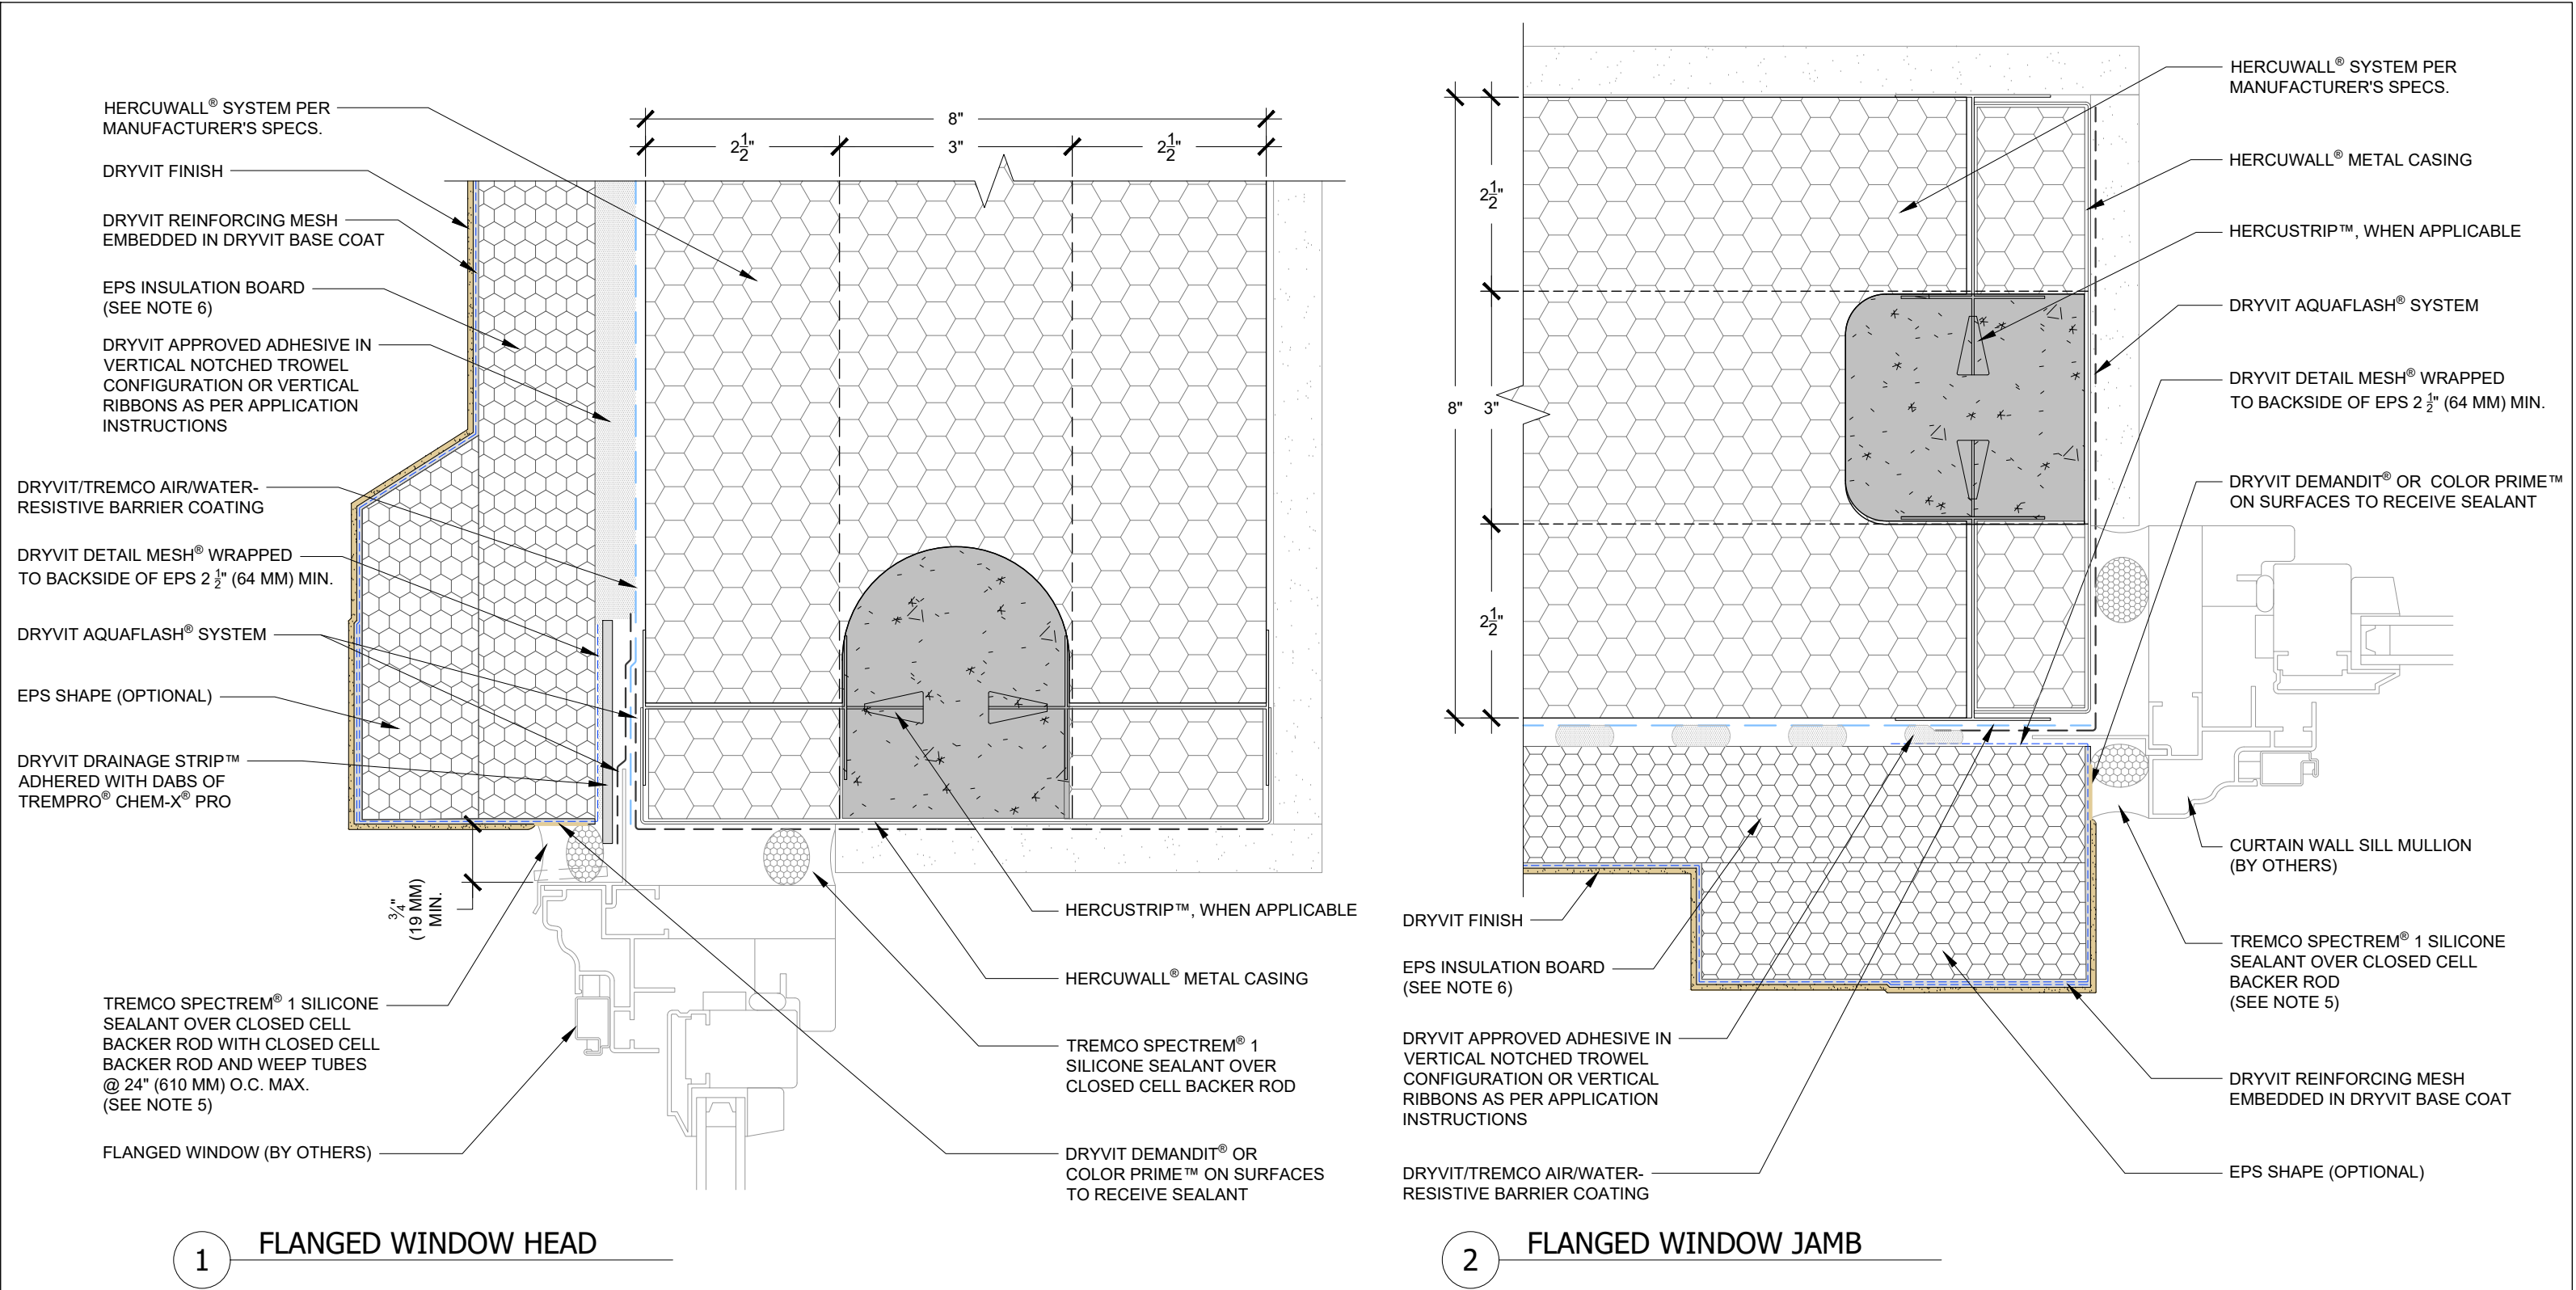 HERCUWALL® SYSTEM PER
MANUFACTURER'S SPECS.
DRYVIT FINISH
DRYVIT REINFORCING MESH
EMBEDDED IN DRYVIT BASE COAT
EPS INSULATION BOARD
(SEE NOTE 6)
DRYVIT APPROVED ADHESIVE IN
VERTICAL NOTCHED TROWEL
CONFIGURATION OR VERTICAL
RIBBONS AS PER APPLICATION
INSTRUCTIONS
DRYVIT/TREMCO AIR/WATER-
RESISTIVE BARRIER COATING
DRYVIT DETAIL MESH® WRAPPED
TO BACKSIDE OF EPS 2 1/2" (64 MM) MIN.
DRYVIT AQUAFLASH® SYSTEM
EPS SHAPE (OPTIONAL)
DRYVIT DRAINAGE STRIP™
ADHERED WITH DABS OF
TREMPRO® CHEM-X® PRO
3/4"
(19 MM)
MIN.
TREMCO SPECTREM® 1 SILICONE
SEALANT OVER CLOSED CELL
BACKER ROD WITH CLOSED CELL
BACKER ROD AND WEEP TUBES
@ 24" (610 MM) O.C. MAX.
(SEE NOTE 5)
FLANGED WINDOW (BY OTHERS)
8"
2 1/2"
3"
2 1/2"
HERCUSTRIP™, WHEN APPLICABLE
HERCUWALL® METAL CASING
TREMCO SPECTREM® 1
SILICONE SEALANT OVER
CLOSED CELL BACKER ROD
DRYVIT DEMANDIT® OR
COLOR PRIME™ ON SURFACES
TO RECEIVE SEALANT
1
FLANGED WINDOW HEAD
2 1/2"
8"
3"
2 1/2"
HERCUWALL® SYSTEM PER
MANUFACTURER'S SPECS.
HERCUWALL® METAL CASING
HERCUSTRIP™, WHEN APPLICABLE
DRYVIT AQUAFLASH® SYSTEM
DRYVIT DETAIL MESH® WRAPPED
TO BACKSIDE OF EPS 2 1/2" (64 MM) MIN.
DRYVIT DEMANDIT® OR COLOR PRIME™
ON SURFACES TO RECEIVE SEALANT
CURTAIN WALL SILL MULLION
(BY OTHERS)
TREMCO SPECTREM® 1 SILICONE
SEALANT OVER CLOSED CELL
BACKER ROD
(SEE NOTE 5)
DRYVIT REINFORCING MESH
EMBEDDED IN DRYVIT BASE COAT
EPS SHAPE (OPTIONAL)
DRYVIT FINISH
EPS INSULATION BOARD
(SEE NOTE 6)
DRYVIT APPROVED ADHESIVE IN
VERTICAL NOTCHED TROWEL
CONFIGURATION OR VERTICAL
RIBBONS AS PER APPLICATION
INSTRUCTIONS
DRYVIT/TREMCO AIR/WATER-
RESISTIVE BARRIER COATING
2
FLANGED WINDOW JAMB